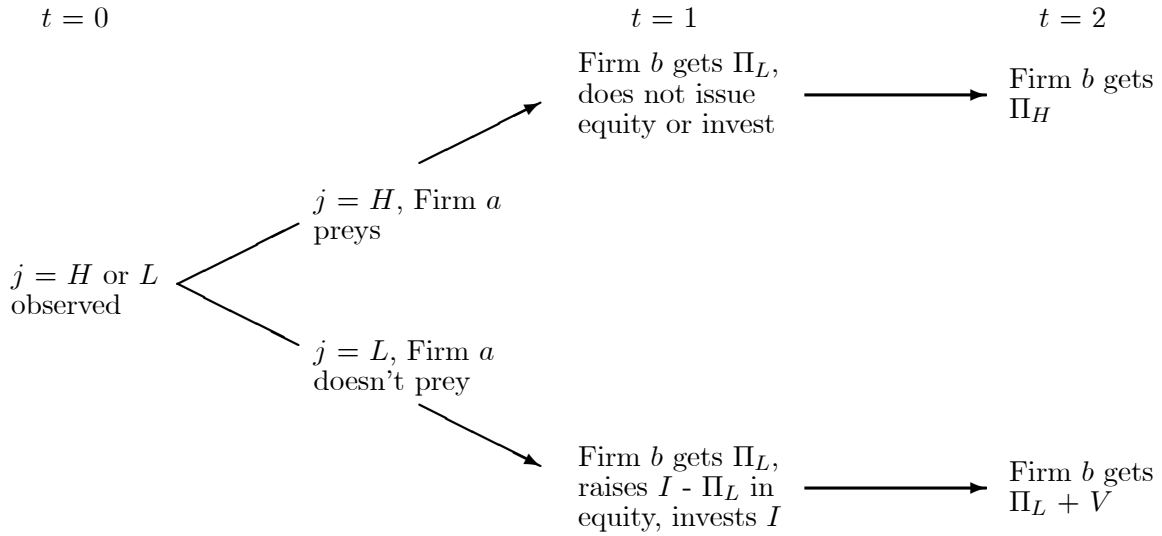 t = 0
t = 1
t = 2
Firm b gets Π_L,
does not issue
equity or invest
Firm b gets
Π_H
j = H, Firm a
preys
j = H or L
observed
j = L, Firm a
doesn't prey
Firm b gets Π_L,
raises I - Π_L in
equity, invests I
Firm b gets
Π_L + V